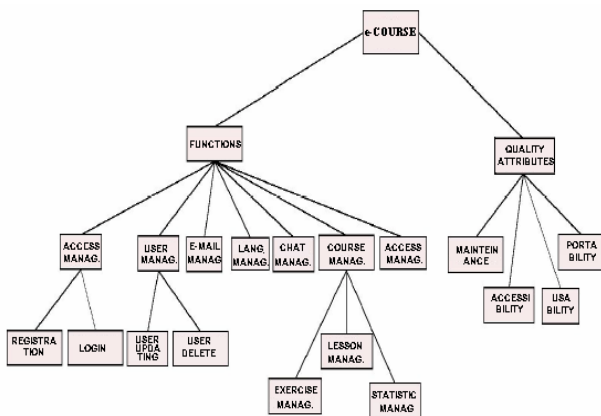 e-COURSE
FUNCTIONS
QUALITY
ATTRIBUTES
ACCESS
MANAG.
USER
MANAG.
E-MAIL
MANAG
LANG.
MANAG.
CHAT
MANAG.
COURSE
MANAG.
ACCESS
MANAG.
MAINTEIN
ANCE
PORTA
BILITY
ACCESSI
BILITY
USA
BILITY
REGISTRA
TION
LOGIN
USER
UPDA
TING
USER
DELETE
LESSON
MANAG.
EXERCISE
MANAG.
STATISTIC
MANAG